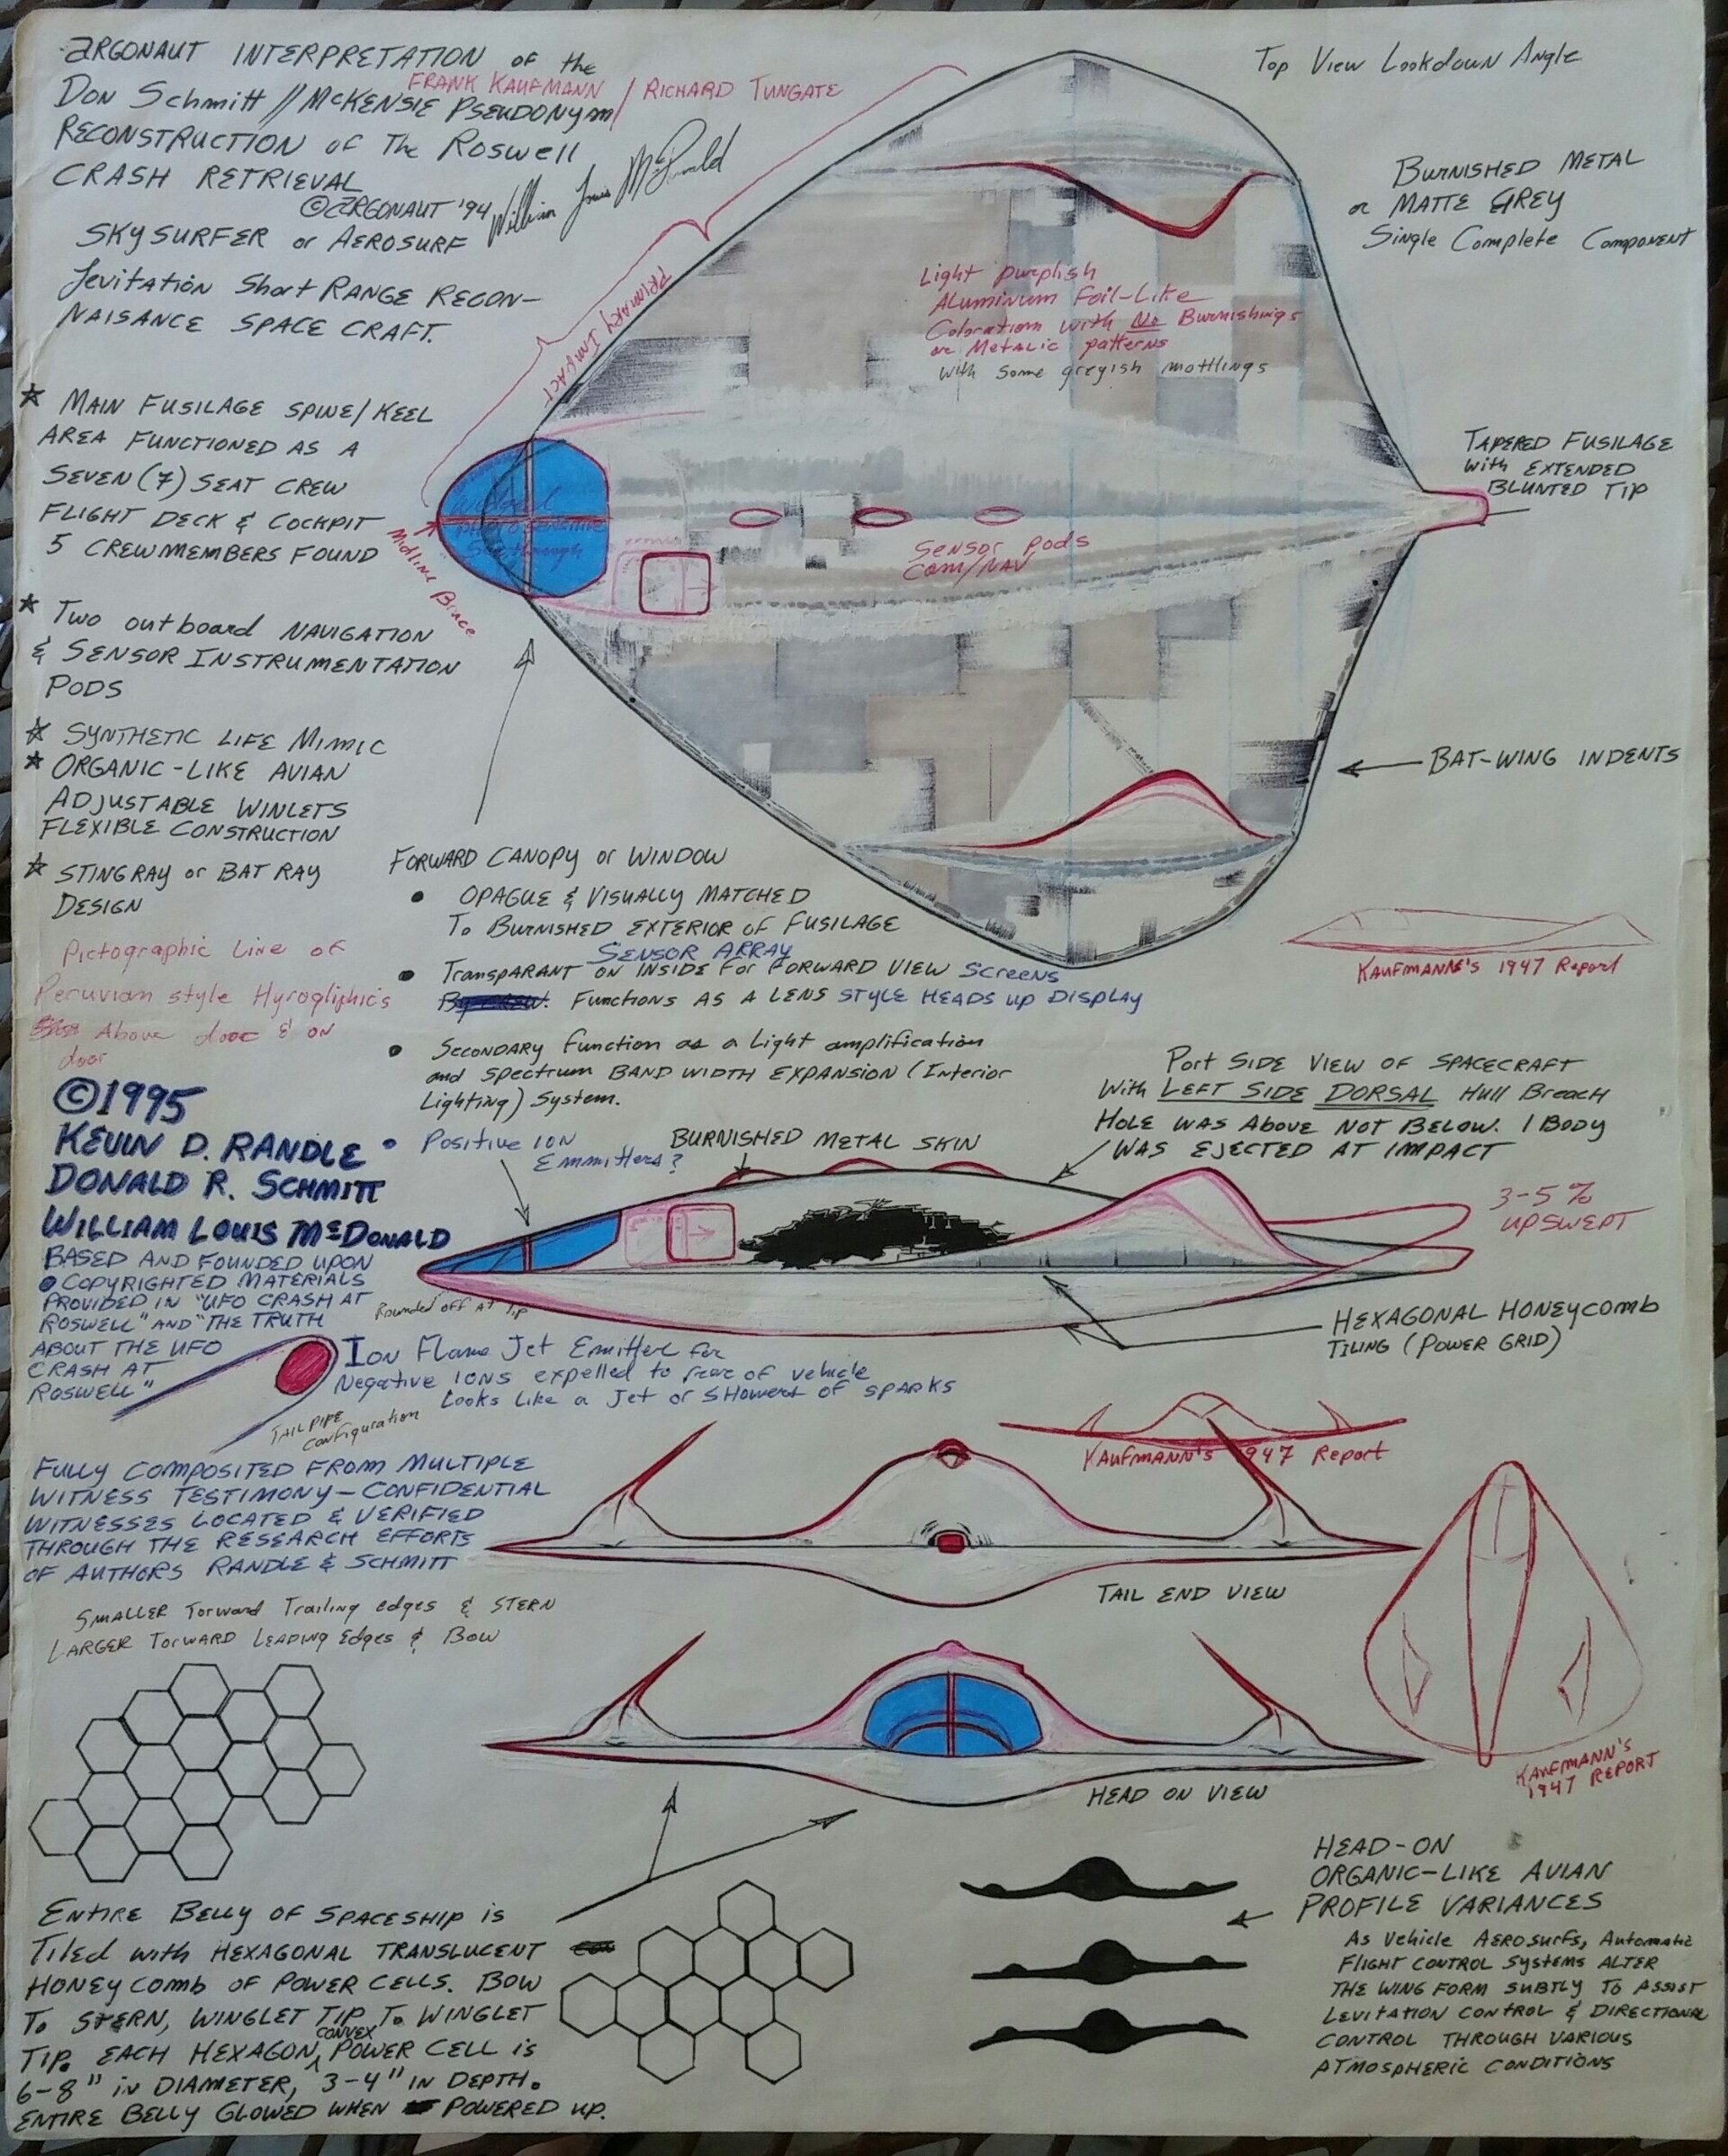 ARGONAUT INTERPRETATION of the
FRANK KAUFMANN / RICHARD TUNGATE
Don Schmitt // McKENSIE PSEUDONYM
RECONSTRUCTION of The Roswell
CRASH RETRIEVAL
© ARGONAUT '94 William Louis McDonald
SKYSURFER or AEROSURF
Levitation Short RANGE RECON-
NAISANCE SPACE CRAFT.
★ MAIN FUSILAGE SPINE/KEEL
AREA FUNCTIONED AS A
SEVEN (7) SEAT CREW
FLIGHT DECK & COCKPIT
5 CREWMEMBERS FOUND
★ Two outboard NAVIGATION
& SENSOR INSTRUMENTATION
PODS
★ SYNTHETIC LIFE MIMIC
★ ORGANIC-LIKE AVIAN
ADJUSTABLE WINLETS
FLEXIBLE CONSTRUCTION
★ STINGRAY or BAT RAY
DESIGN
Pictographic Line of
Peruvian style Hyrogliphic's
Above door & on
door
Top View Lookdown Angle
BURNISHED METAL
or MATTE GREY
Single Complete Component
PRIMARY IMPACT
Light purplish
Aluminum Foil-Like
Coloration with No Burnishings
or Metalic patterns
with some greyish mottlings
TAPERED FUSILAGE
with EXTENDED
BLUNTED TIP
Midline
Sensor pods
Com/NAV
BAT-WING INDENTS
FORWARD CANOPY or WINDOW
• OPAGUE & VISUALLY MATCHED
To BURNISHED EXTERIOR of FUSILAGE
SENSOR ARRAY
• TRANSPARANT ON INSIDE FOR FORWARD VIEW SCREENS
Functions AS A LENS STYLE HEADS up DISPLAY
• SECONDARY function as a Light amplification
and spectrum BAND WIDTH EXPANSION (Interior
Lighting) System.
KAUFMANN'S 1947 Report
©1995
KEVIN D. RANDLE
DONALD R. SCHMITT
WILLIAM LOUIS McDONALD
BASED AND FOUNDED UPON
COPYRIGHTED MATERIALS
PROVIDED IN "UFO CRASH AT
ROSWELL" AND "THE TRUTH
ABOUT THE UFO
CRASH AT
ROSWELL"
• Positive ION
Emmitters?
BURNISHED METAL SKIN
Port SIDE VIEW OF SPACECRAFT
With LEFT SIDE DORSAL Hull Breach
HOLE WAS ABOVE NOT BELOW. 1 BODY
WAS EJECTED AT IMPACT
3-5%
UPSWEPT
Rounded off AT Tip
HEXAGONAL HONEYCOMB
TILING (POWER GRID)
Ion Flame Jet Emitter for
Negative IONS expelled to rear of vehicle
Looks Like a Jet or SHOWERS of SPARKS
TAILPIPE
configuration
KAUFMANN'S 1947 Report
FULLY COMPOSITED FROM MULTIPLE
WITNESS TESTIMONY—CONFIDENTIAL
WITNESSES LOCATED & VERIFIED
THROUGH THE RESEARCH EFFORTS
OF AUTHORS RANDLE & SCHMITT
TAIL END VIEW
SMALLER Torward Trailing edges & STERN
LARGER TORWARD LEADING Edges & BOW
KAUFMANN'S
1947 REPORT
HEAD ON VIEW
ENTIRE BELLY OF SPACESHIP is
Tiled with HEXAGONAL TRANSLUCENT
HONEY COMB OF POWER CELLS. BOW
To STERN, WINGLET TIP To WINGLET
TIP. EACH HEXAGON CONVEX POWER CELL is
6-8" in DIAMETER, 3-4" IN DEPTH.
ENTIRE BELLY GLOWED WHEN POWERED up.
HEAD-ON
ORGANIC-LIKE AVIAN
PROFILE VARIANCES
As Vehicle AEROSURFS, Automatic
FLIGHT CONTROL SYSTEMS ALTER
THE WING FORM SUBTLY TO ASSIST
LEVITATION CONTROL & DIRECTIONAL
CONTROL THROUGH VARIOUS
ATMOSPHERIC CONDITIONS